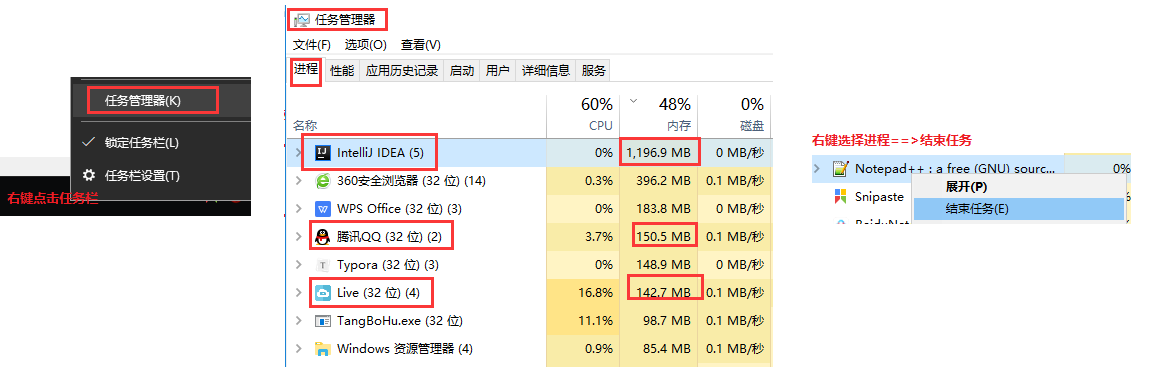 任务管理器(K)
锁定任务栏(L)
任务栏设置(T)
右键点击任务栏
任务管理器
文件(F) 选项(O) 查看(V)
进程 性能 应用历史记录 启动 用户 详细信息 服务
60% 48% 0%
名称 CPU 内存 磁盘
IntelliJ IDEA (5) 0% 1,196.9 MB 0 MB/秒
360安全浏览器 (32 位) (14) 0.3% 396.2 MB 0.1 MB/秒
WPS Office (32 位) (3) 0% 183.8 MB 0 MB/秒
腾讯QQ (32 位) (2) 3.7% 150.5 MB 0.1 MB/秒
Typora (32 位) (3) 0% 148.9 MB 0 MB/秒
Live (32 位) (4) 16.8% 142.7 MB 0.1 MB/秒
TangBoHu.exe (32 位) 11.1% 98.7 MB 0.1 MB/秒
Windows 资源管理器 (4) 0.9% 85.4 MB 0.1 MB/秒
右键选择进程==>结束任务
Notepad++ : a free (GNU) sourc... 0%
展开(P)
Snipaste
结束任务(E)